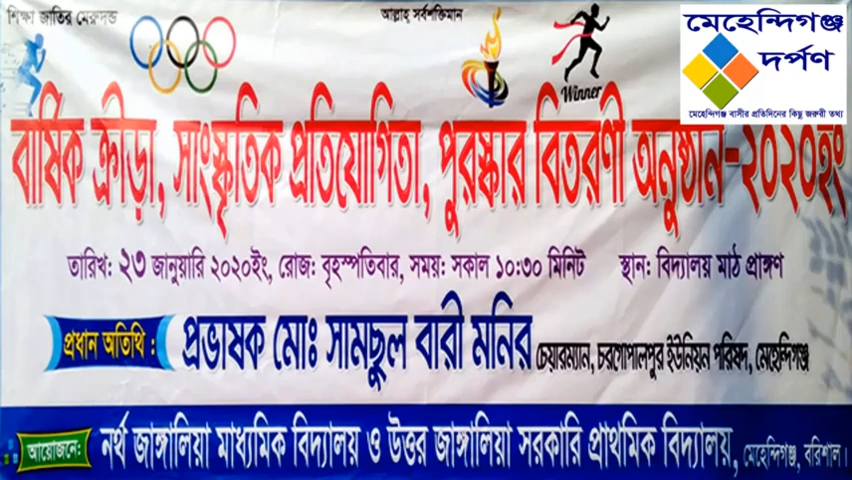 শিক্ষা জাতির মেরুদন্ড
আল্লাহ্ সর্বশক্তিমান
Winner
মেহেন্দিগঞ্জ
দর্পণ
মেহেন্দিগঞ্জ বাসীর প্রতিদিনের কিছু জরুরী তথ্য
বার্ষিক ক্রীড়া, সাংস্কৃতিক প্রতিযোগিতা, পুরস্কার বিতরণী অনুষ্ঠান-২০২০ইং
তারিখ: ২৩ জানুয়ারি ২০২০ইং, রোজ: বৃহস্পতিবার, সময়: সকাল ১০:৩০ মিনিট স্থান: বিদ্যালয় মাঠ প্রাঙ্গণ
প্রধান অতিথি : প্রভাষক মোঃ সামছুল বারী মনির চেয়ারম্যান, চরগোপালপুর ইউনিয়ন পরিষদ, মেহেন্দিগঞ্জ
আয়োজনে: নর্থ জাঙ্গালিয়া মাধ্যমিক বিদ্যালয় ও উত্তর জাঙ্গালিয়া সরকারি প্রাথমিক বিদ্যালয়, মেহেন্দিগঞ্জ, বরিশাল।